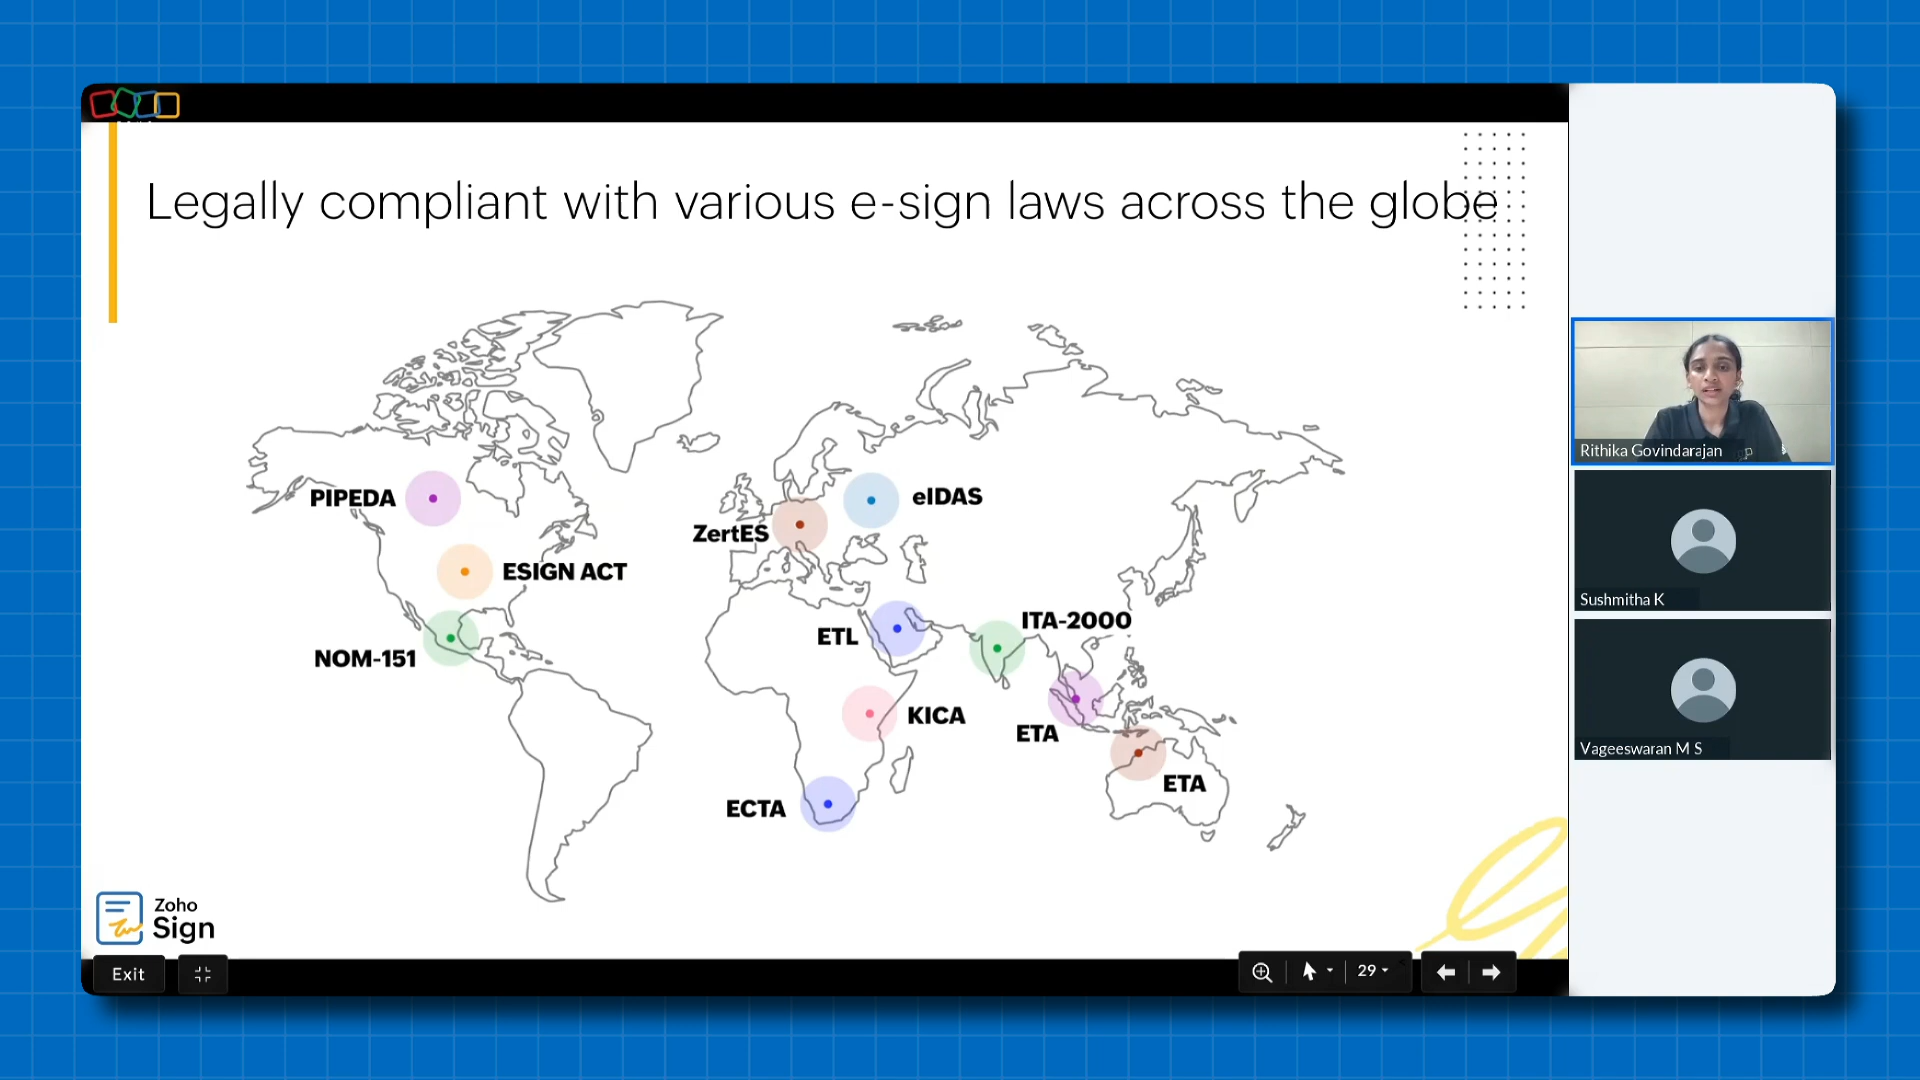 Legally compliant with various e-sign laws across the globe
PIPEDA
eIDAS
ZertES
ESIGN ACT
ITA-2000
ETL
NOM-151
KICA
ETA
ETA
ECTA
Zoho
Sign
Exit
29
Rithika Govindarajan
Sushmitha K
Vageeswaran M S